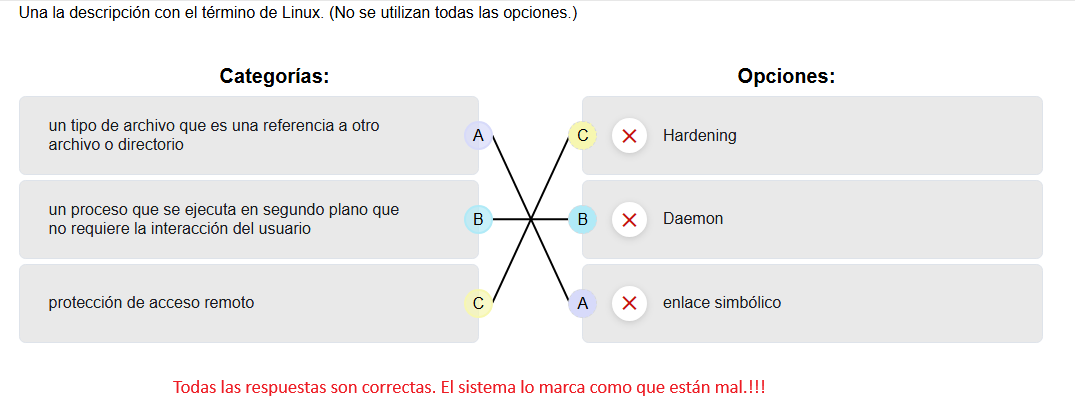 Una la descripción con el término de Linux. (No se utilizan todas las opciones.)
Categorías:
Opciones:
un tipo de archivo que es una referencia a otro
archivo o directorio
A
C
Hardening
un proceso que se ejecuta en segundo plano que
no requiere la interacción del usuario
B
B
Daemon
protección de acceso remoto
C
A
enlace simbólico
Todas las respuestas son correctas. El sistema lo marca como que están mal.!!!